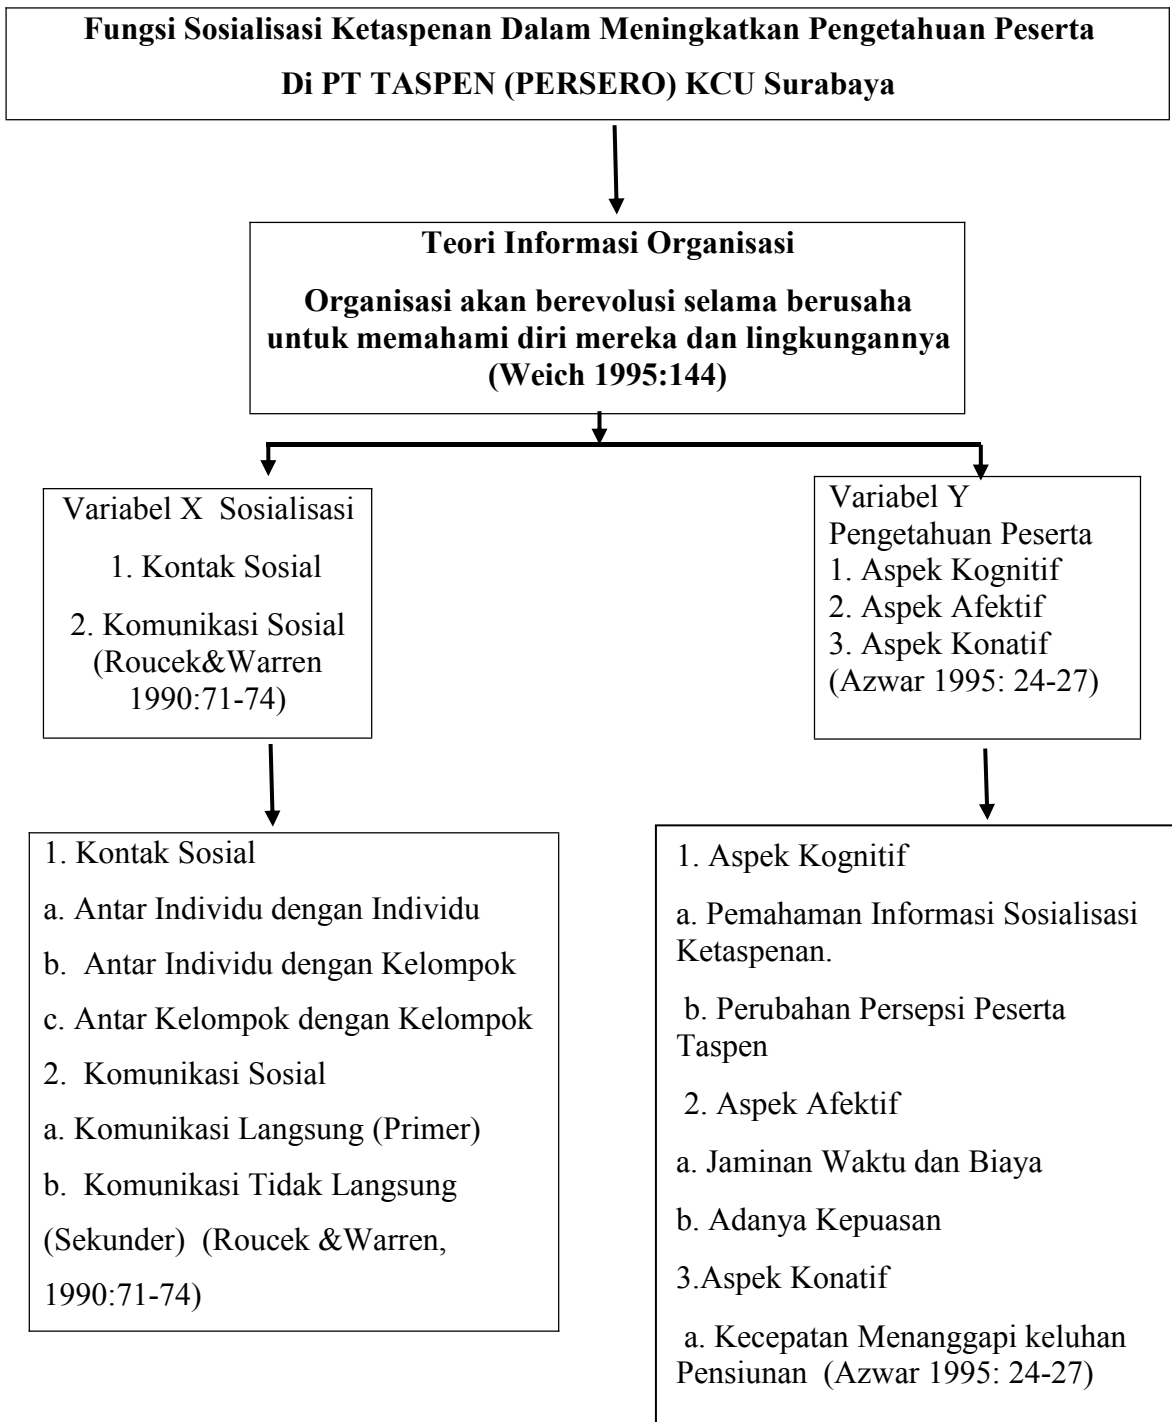 Fungsi Sosialisasi Ketaspenan Dalam Meningkatkan Pengetahuan Peserta
Di PT TASPEN (PERSERO) KCU Surabaya
Teori Informasi Organisasi
Organisasi akan berevolusi selama berusaha
untuk memahami diri mereka dan lingkungannya
(Weich 1995:144)
Variabel X  Sosialisasi
1. Kontak Sosial
2. Komunikasi Sosial
(Roucek&Warren
1990:71-74)
Variabel Y
Pengetahuan Peserta
1. Aspek Kognitif
2. Aspek Afektif
3. Aspek Konatif
(Azwar 1995: 24-27)
1. Kontak Sosial
a. Antar Individu dengan Individu
b.  Antar Individu dengan Kelompok
c. Antar Kelompok dengan Kelompok
2.  Komunikasi Sosial
a. Komunikasi Langsung (Primer)
b.  Komunikasi Tidak Langsung
(Sekunder)  (Roucek &Warren,
1990:71-74)
1. Aspek Kognitif
a. Pemahaman Informasi Sosialisasi
Ketaspenan.
b. Perubahan Persepsi Peserta
Taspen
2. Aspek Afektif
a. Jaminan Waktu dan Biaya
b. Adanya Kepuasan
3.Aspek Konatif
a. Kecepatan Menanggapi keluhan
Pensiunan  (Azwar 1995: 24-27)